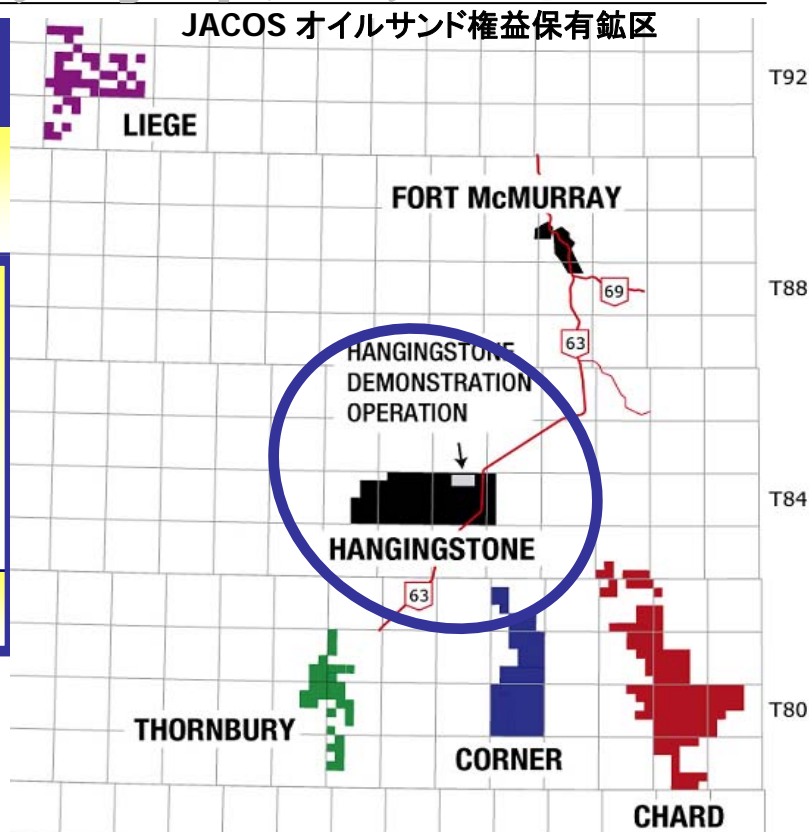 JACOS オイルサンド権益保有鉱区
T92
LIEGE
FORT McMURRAY
T88
69
63
HANGINGSTONE
DEMONSTRATION
OPERATION
T84
HANGINGSTONE
63
T80
THORNBURY
CORNER
CHARD